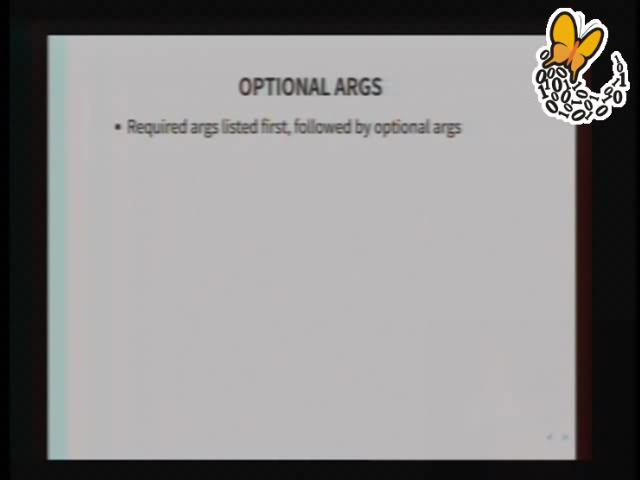 OPTIONAL ARGS
• Required args listed first, followed by optional args